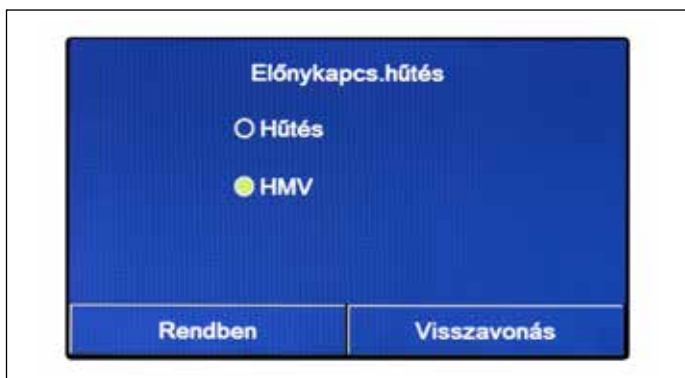 Előnykapcs.hűtés
Hűtés
HMV
Rendben
Visszavonás